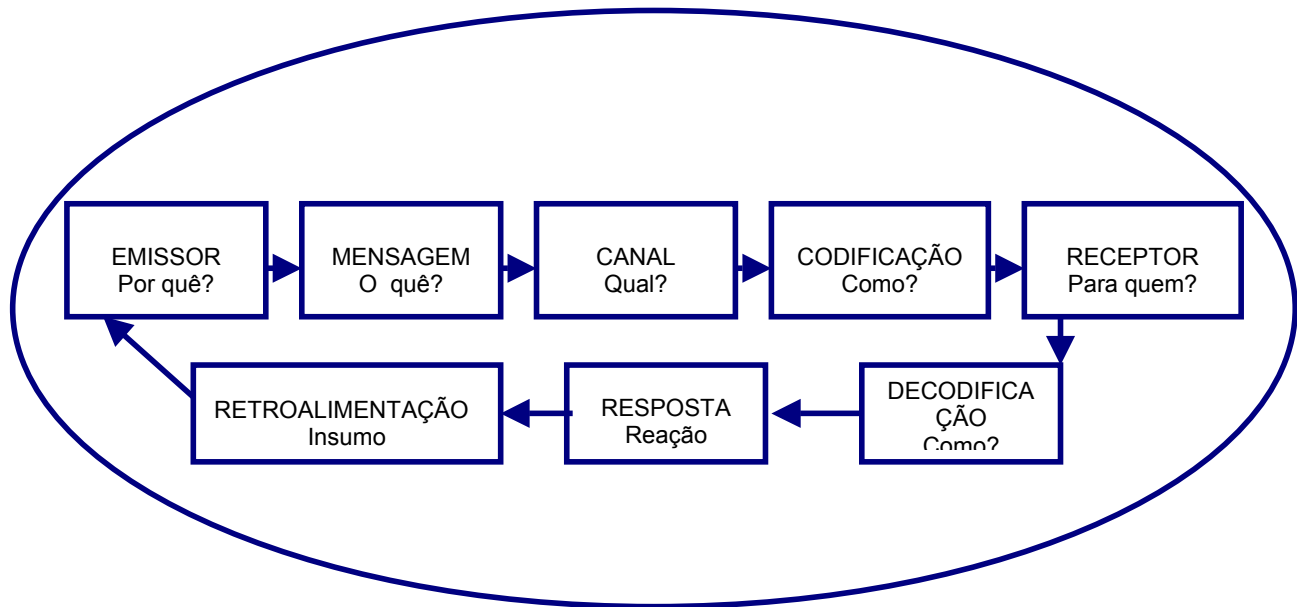 EMISSOR
Por quê?
MENSAGEM
O quê?
CANAL
Qual?
CODIFICAÇÃO
Como?
RECEPTOR
Para quem?
DECODIFICA
ÇÃO
Como?
RESPOSTA
Reação
RETROALIMENTAÇÃO
Insumo